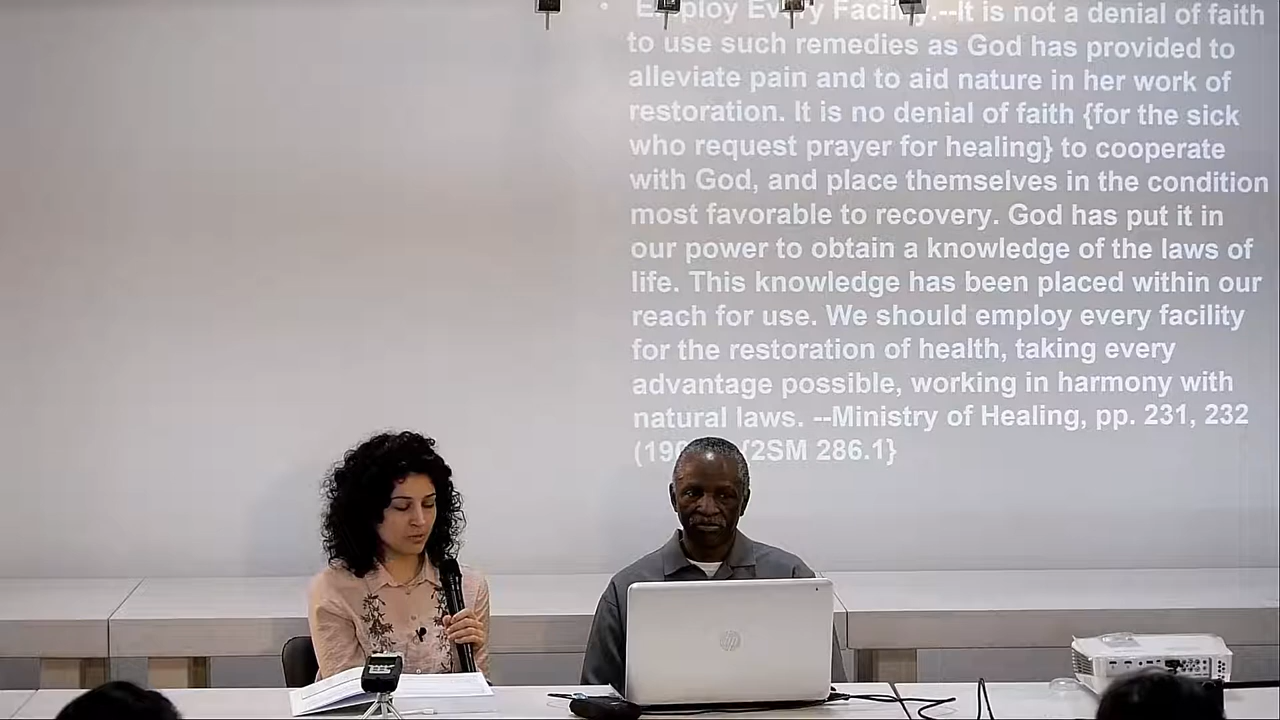 • Employ Every Facility.--It is not a denial of faith
to use such remedies as God has provided to
alleviate pain and to aid nature in her work of
restoration. It is no denial of faith {for the sick
who request prayer for healing} to cooperate
with God, and place themselves in the condition
most favorable to recovery. God has put it in
our power to obtain a knowledge of the laws of
life. This knowledge has been placed within our
reach for use. We should employ every facility
for the restoration of health, taking every
advantage possible, working in harmony with
natural laws. --Ministry of Healing, pp. 231, 232
{2SM 286.1}
hp